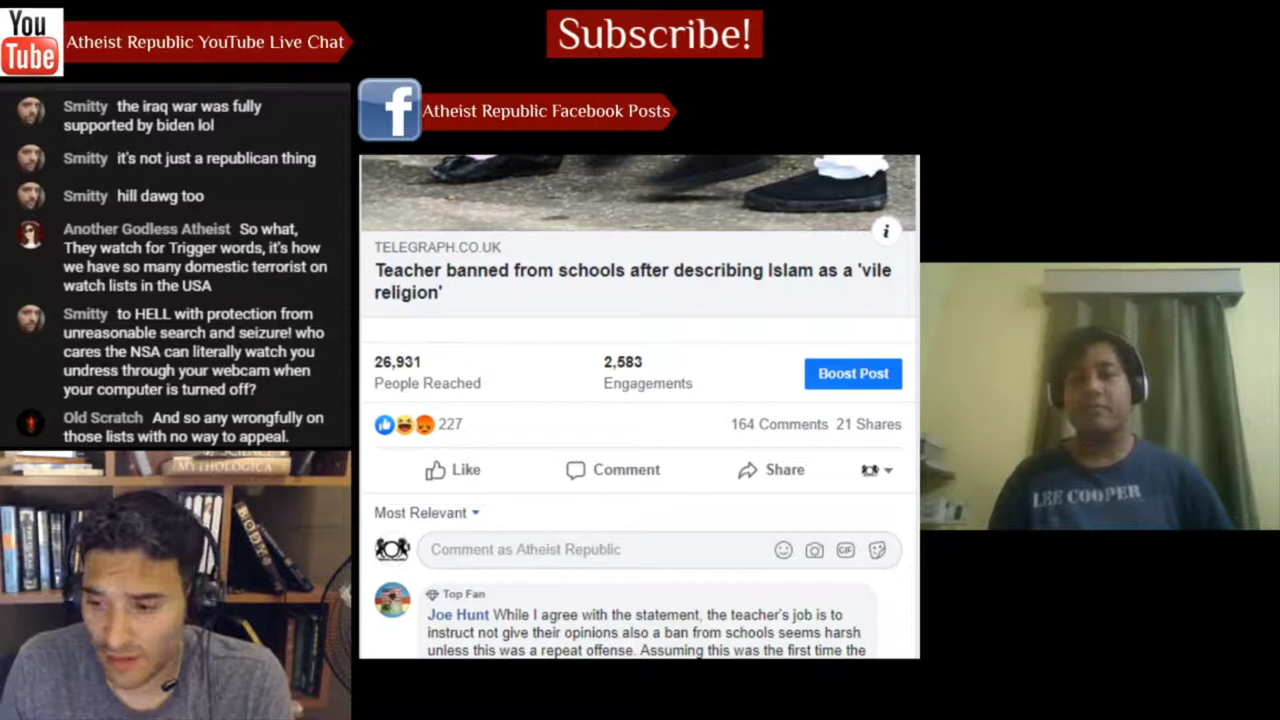 You
Tube
Atheist Republic YouTube Live Chat
Subscribe!
f
Atheist Republic Facebook Posts
Smitty the iraq war was fully
supported by biden lol
Smitty it's not just a republican thing
Smitty hill dawg too
Another Godless Atheist So what,
They watch for Trigger words, it's how
we have so many domestic terrorist on
watch lists in the USA
Smitty to HELL with protection from
unreasonable search and seizure! who
cares the NSA can literally watch you
undress through your webcam when
your computer is turned off?
Old Scratch And so any wrongfully on
those lists with no way to appeal.
i
TELEGRAPH.CO.UK
Teacher banned from schools after describing Islam as a 'vile
religion'
26,931
People Reached
2,583
Engagements
Boost Post
227
164 Comments 21 Shares
Like
Comment
Share
Most Relevant
Comment as Atheist Republic
GIF
Top Fan
Joe Hunt While I agree with the statement, the teacher's job is to
instruct not give their opinions also a ban from schools seems harsh
unless this was a repeat offense. Assuming this was the first time the
MYTHOLOGICA
BODY
LEE COOPER